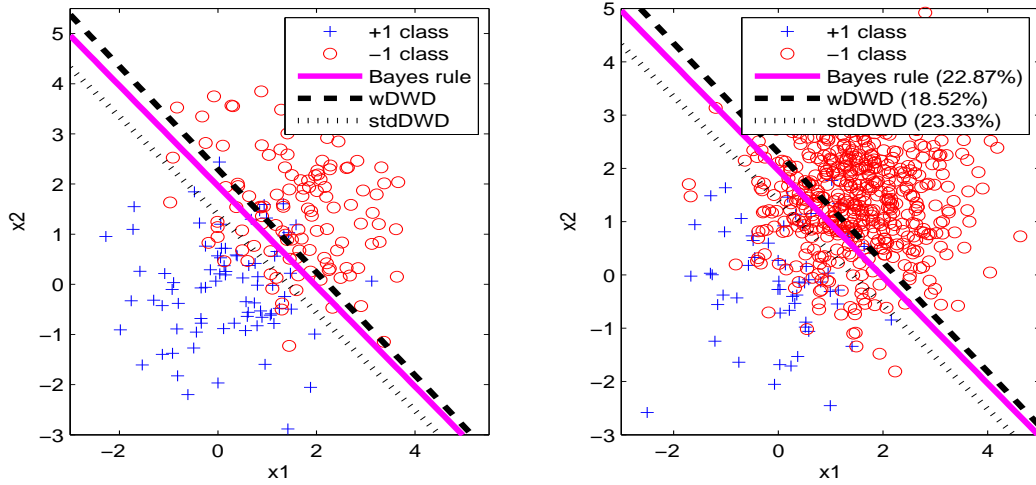 5
4
3
2
1
0
−1
−2
−3
x2
−2
0
2
4
x1
+1 class
−1 class
Bayes rule
wDWD
stdDWD
5
4
3
2
1
0
−1
−2
−3
x2
−2
0
2
4
x1
+1 class
−1 class
Bayes rule (22.87%)
wDWD (18.52%)
stdDWD (23.33%)